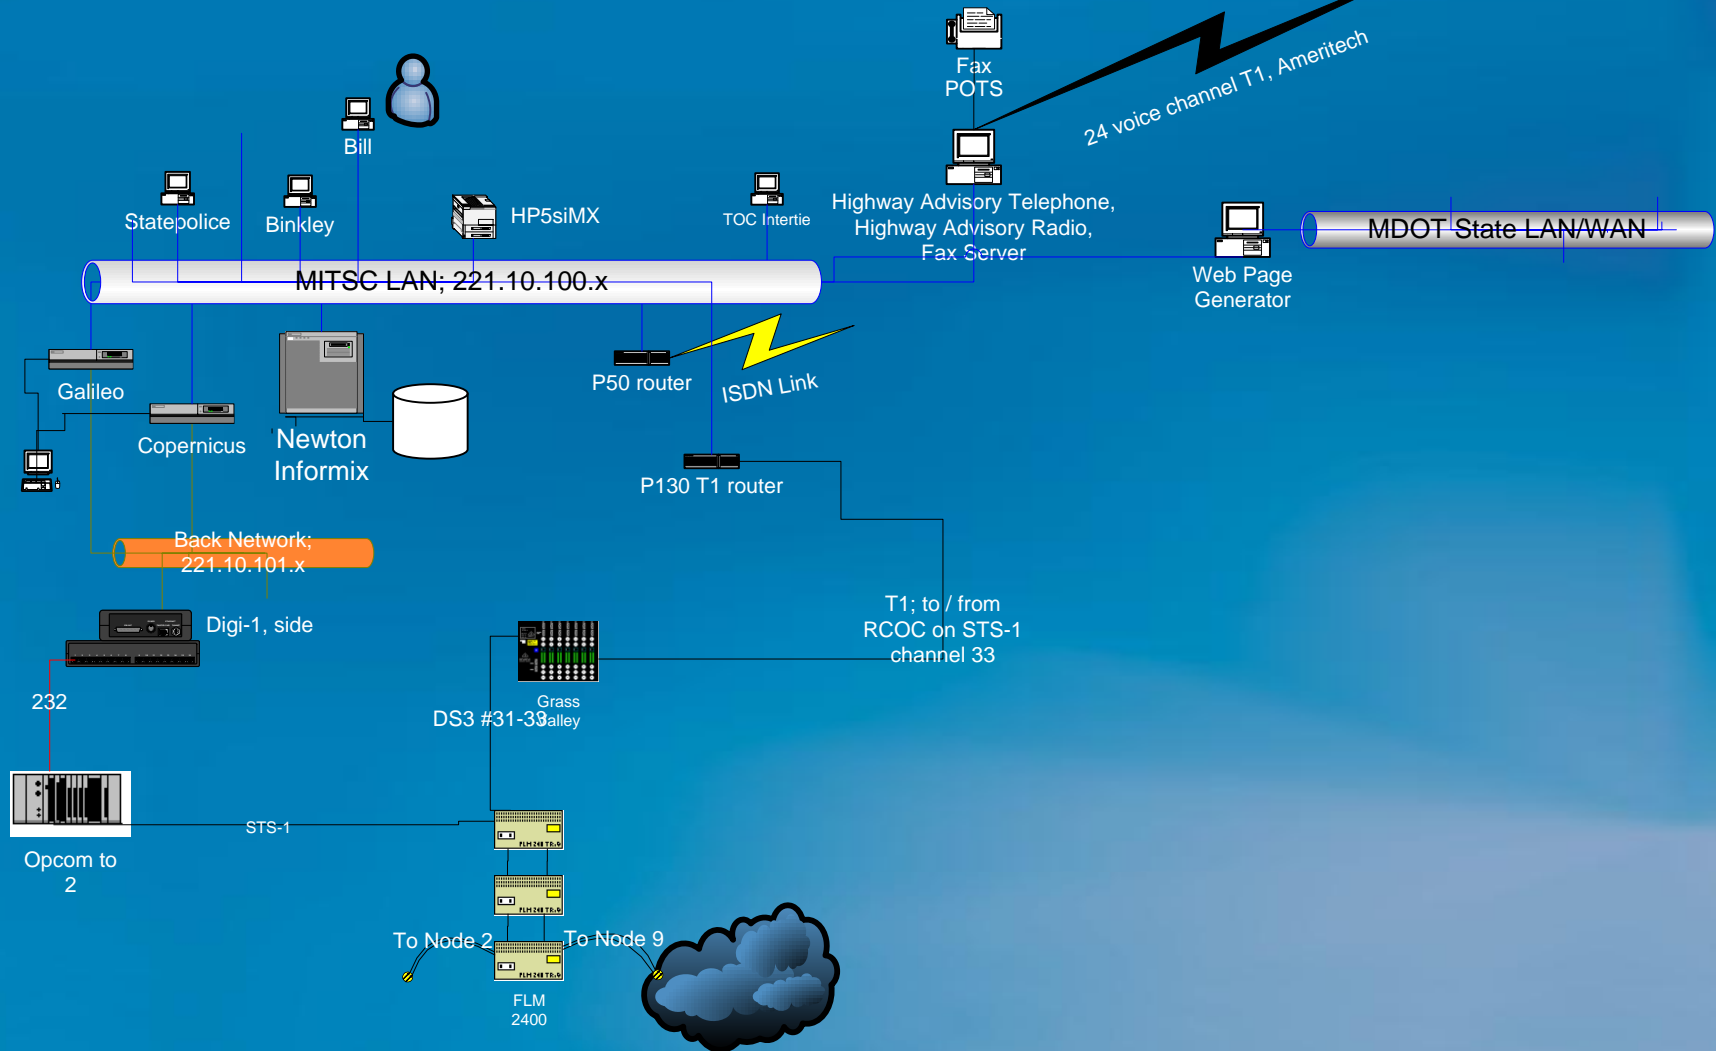 Fax
POTS
24 voice channel T1, Ameritech
Bill
Statepolice
Binkley
HP5siMX
TOC Intertie
Highway Advisory Telephone,
Highway Advisory Radio,
Fax Server
MDOT State LAN/WAN
Web Page
Generator
MITSC LAN; 221.10.100.x
Galileo
P50 router
ISDN Link
Copernicus
Newton
Informix
P130 T1 router
Back Network;
221.10.101.x
Digi-1, side
T1; to / from
RCOC on STS-1
channel 33
232
Grass
Valley
DS3 #31-33
STS-1
Opcom to
2
To Node 2
To Node 9
FLM
2400